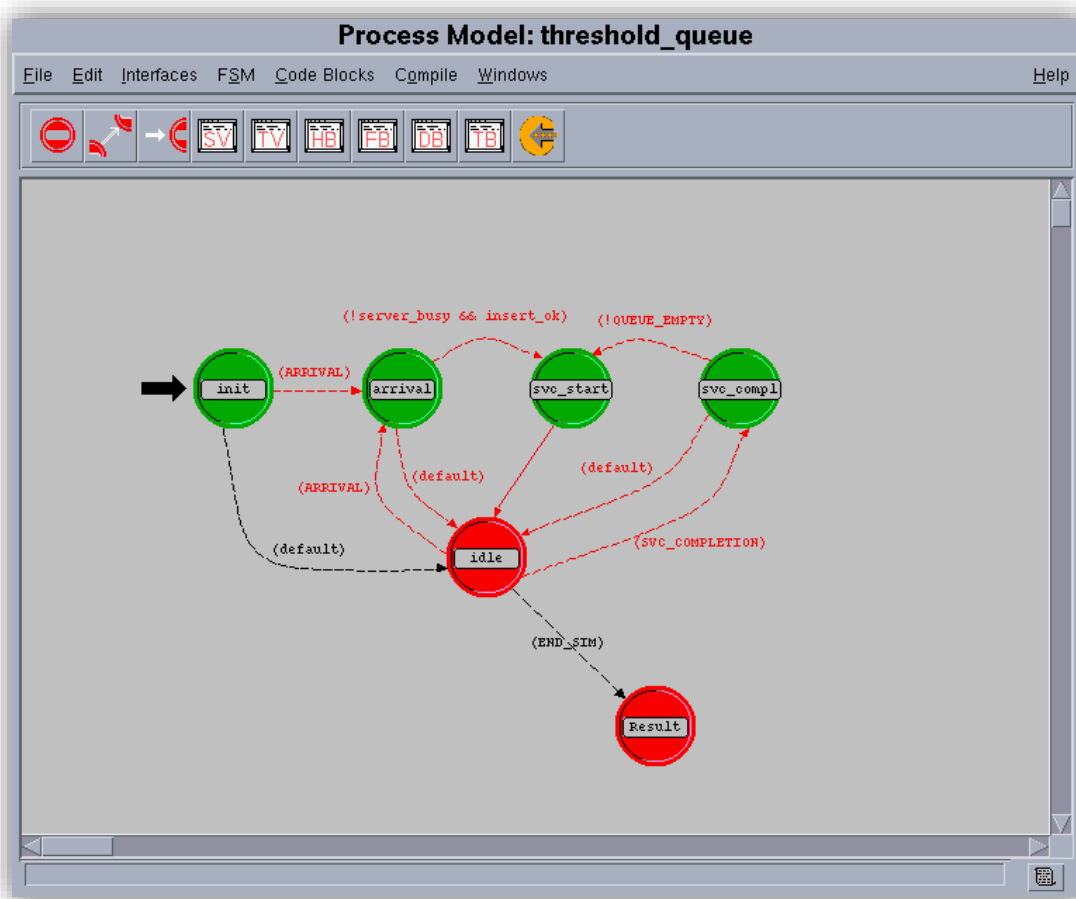 Process Model: threshold_queue
File Edit Interfaces FSM Code Blocks Compile Windows Help
SV TV HB FB DB TB
(!server_busy && insert_ok) (!QUEUE_EMPTY)
(ARRIVAL)
init arrival svc_start svc_compl
(default) (default)
(ARRIVAL)
(default) (SVC_COMPLETION)
idle
(END_SIM)
Result